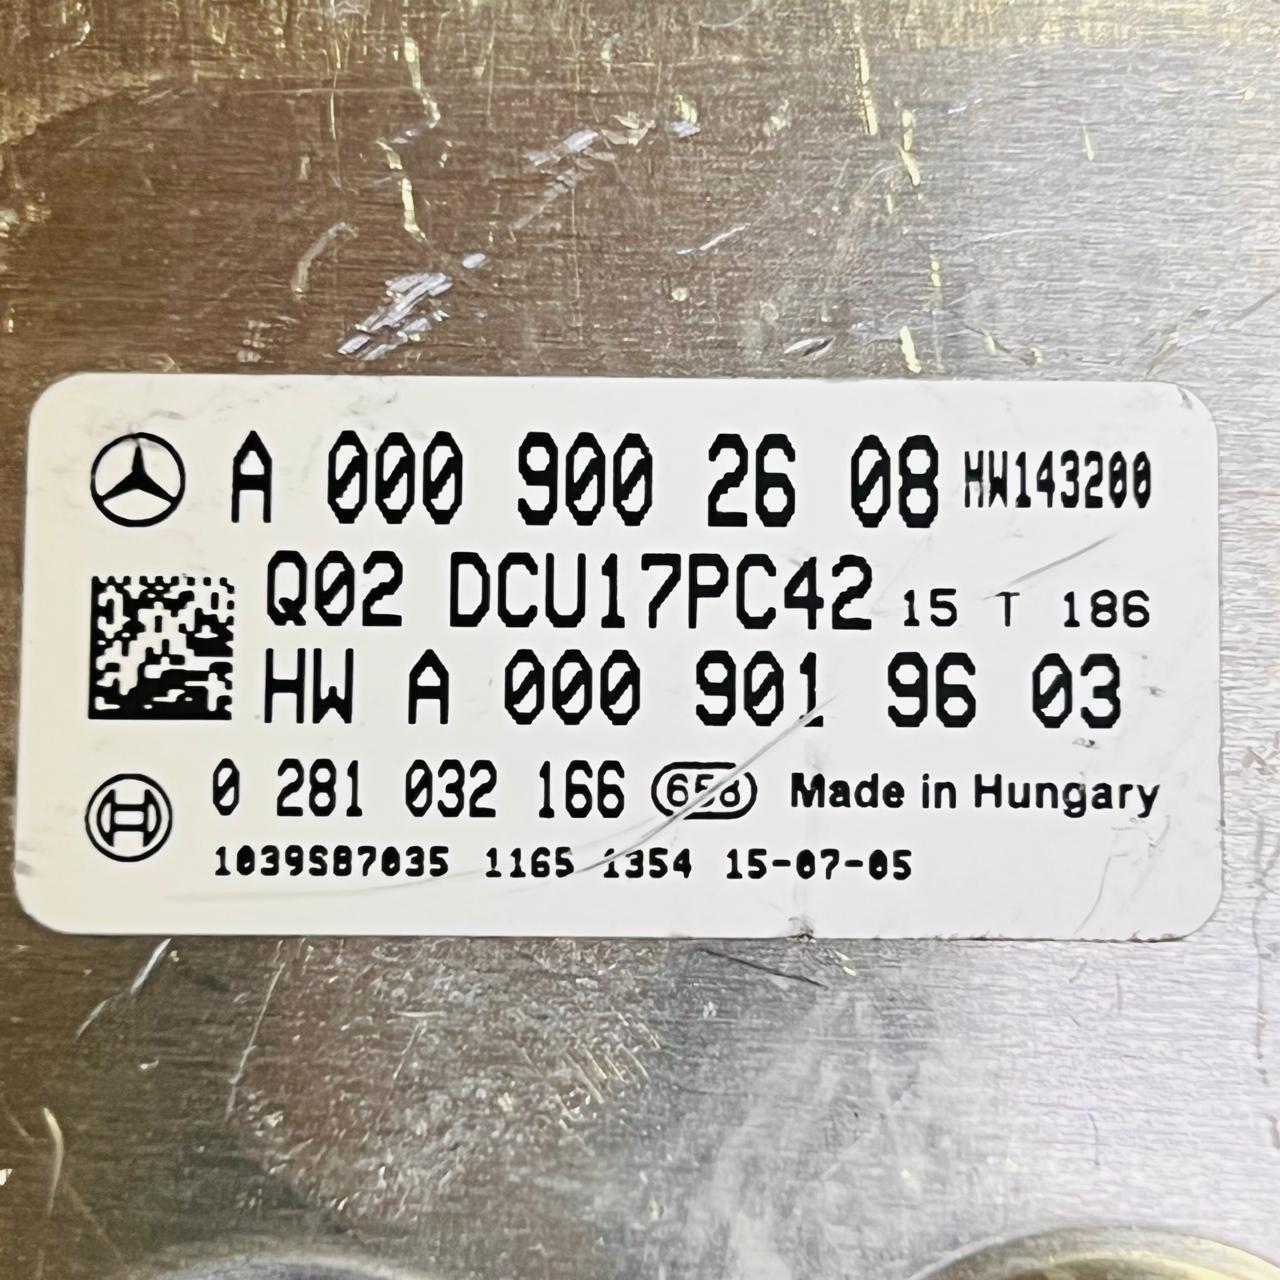 A 000 900 26 08 HW143200
Q02 DCU17PC42 15 T 186
HW A 000 901 96 03
0 281 032 166 658 Made in Hungary
1039S87035 1165 1354 15-07-05